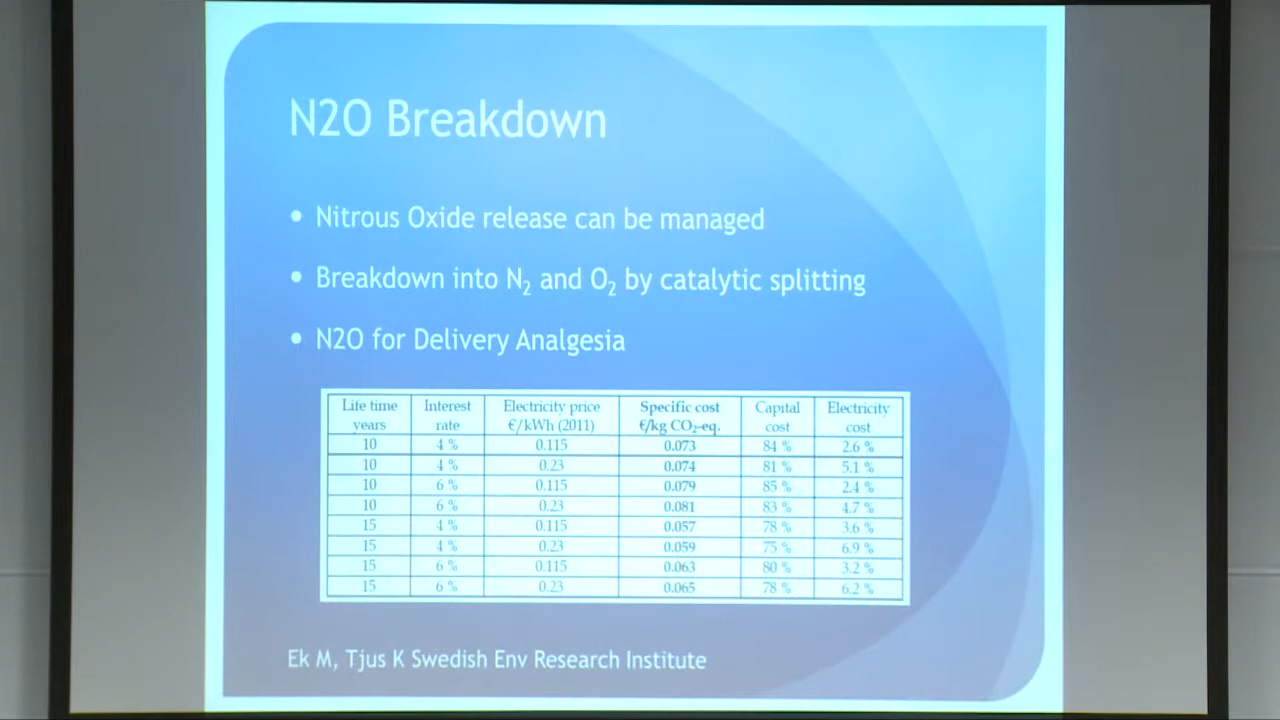 N2O Breakdown
• Nitrous Oxide release can be managed
• Breakdown into N₂ and O₂ by catalytic splitting
• N2O for Delivery Analgesia
Life time years | Interest rate | Electricity price €/kWh (2011) | Specific cost €/kg CO₂-eq. | Capital cost | Electricity cost
10 | 4 % | 0.115 | 0.073 | 84 % | 2.6 %
10 | 4 % | 0.23 | 0.074 | 81 % | 5.1 %
10 | 6 % | 0.115 | 0.079 | 85 % | 2.4 %
10 | 6 % | 0.23 | 0.081 | 83 % | 4.7 %
15 | 4 % | 0.115 | 0.057 | 78 % | 3.6 %
15 | 4 % | 0.23 | 0.059 | 75 % | 6.9 %
15 | 6 % | 0.115 | 0.063 | 80 % | 3.2 %
15 | 6 % | 0.23 | 0.065 | 78 % | 6.2 %
Ek M, Tjus K Swedish Env Research Institute